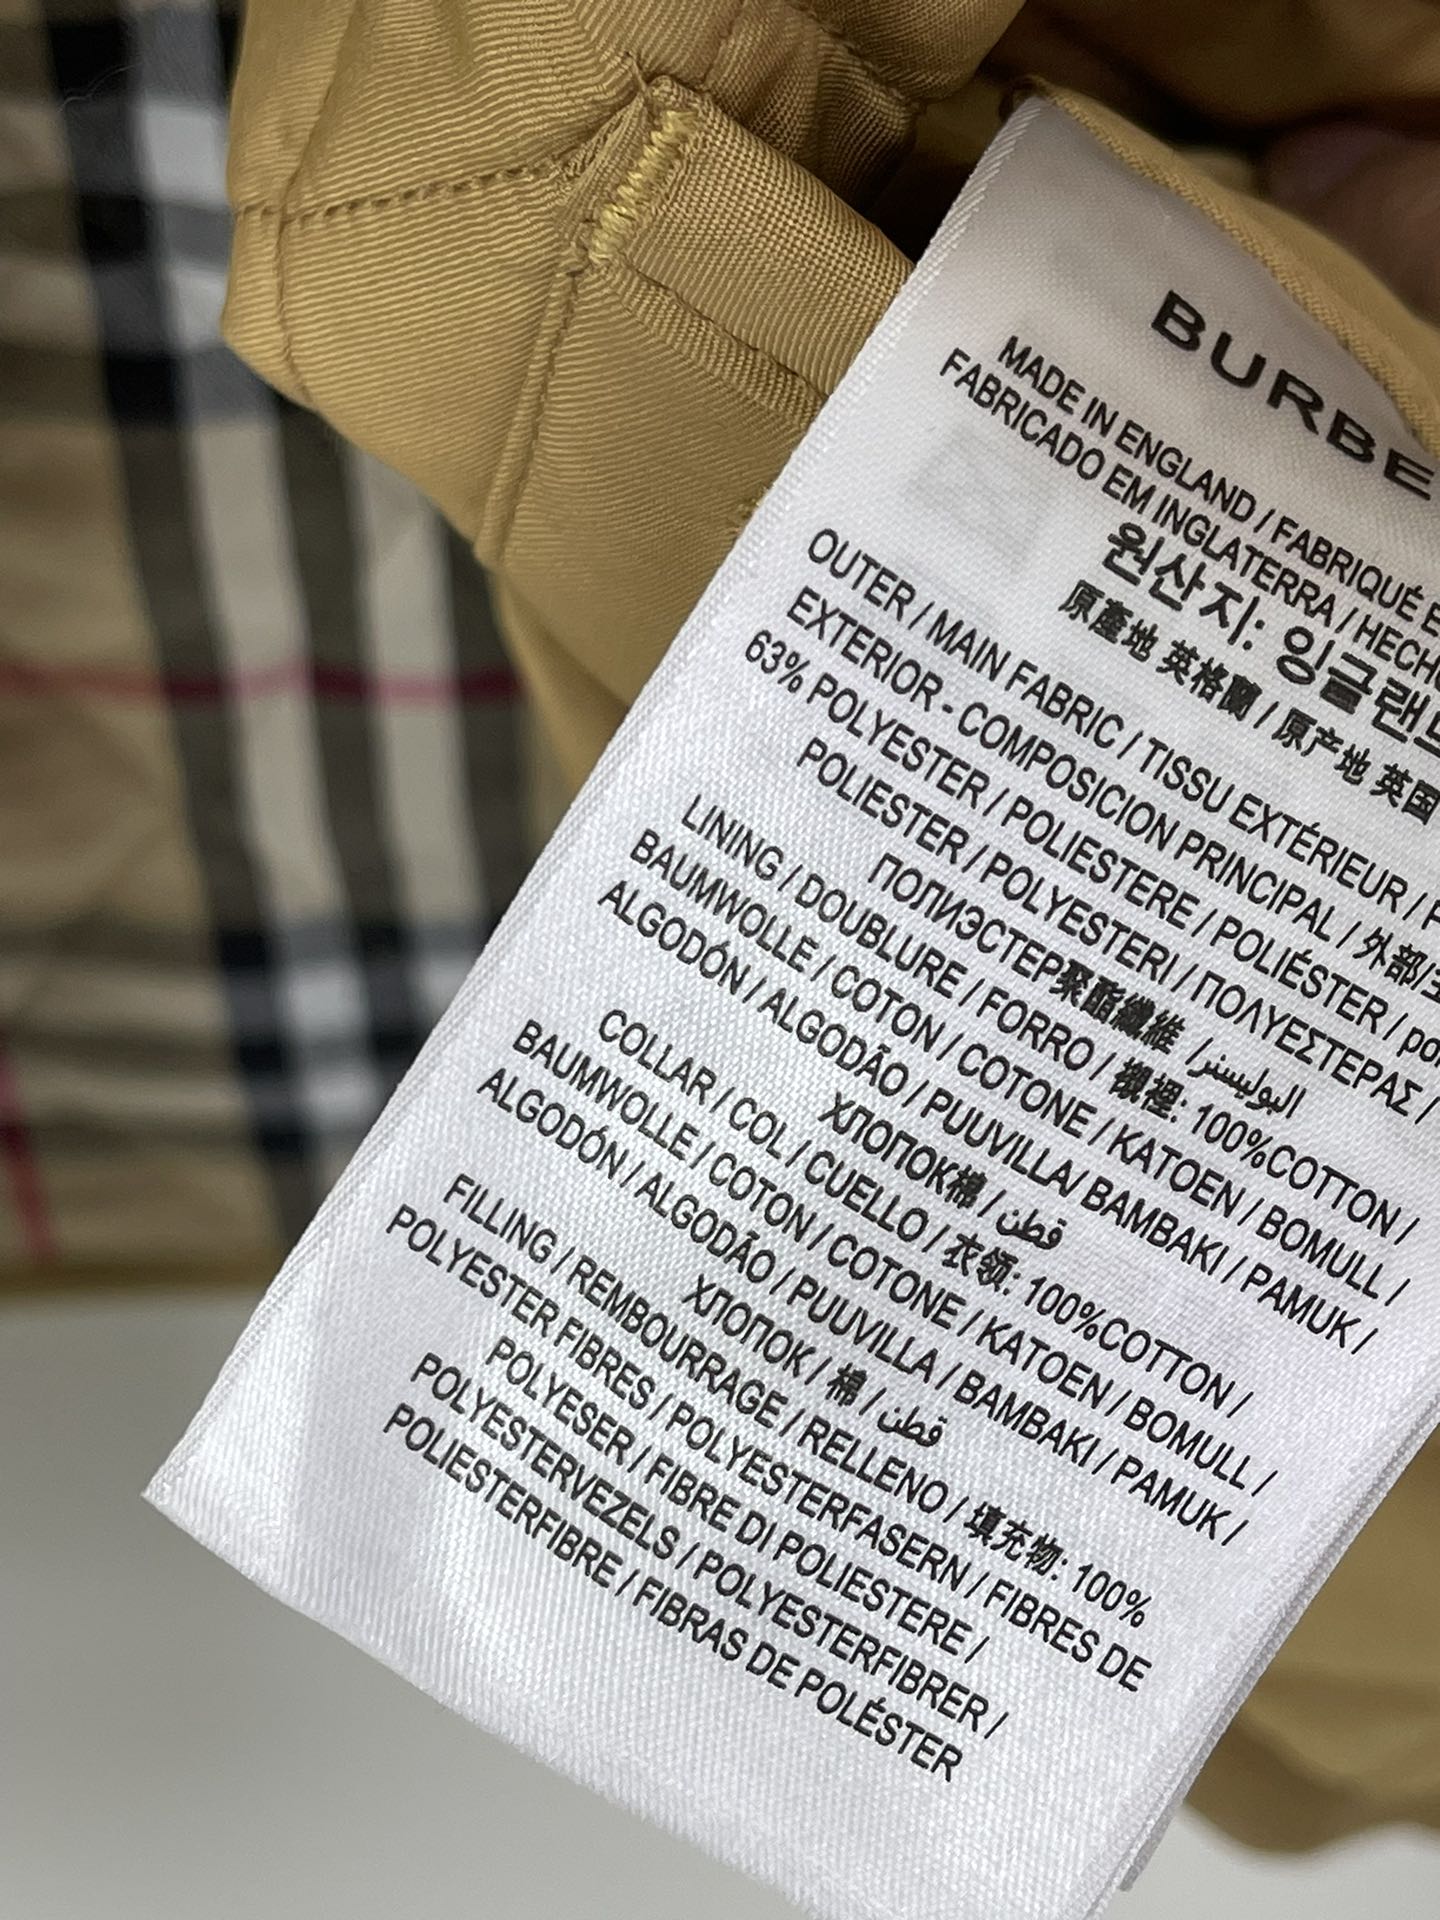 BURBE
MADE IN ENGLAND / FABRIQUÉ E
FABRICADO EM INGLATERRA / HECH
원산지: 잉글랜드
原產地 英格蘭 / 原产地 英国
OUTER / MAIN FABRIC / TISSU EXTÉRIEUR /
EXTERIOR - COMPOSICION PRINCIPAL / 外部/主
63% POLYESTER / POLIESTERE / POLIÉSTER / pol
POLIESTER / POLYESTERI / ΠΟΛΥΕΣΤΕΡΑΣ /
ПОЛИЭСТЕР聚酯纖維 /البوليستر
LINING / DOUBLURE / FORRO / 襯裡: 100%COTTON /
BAUMWOLLE / COTON / COTONE / KATOEN / BOMULL /
ALGODÓN / ALGODÃO / PUUVILLA/ BAMBAKI / PAMUK /
ХЛОПОК棉 / قطن
COLLAR / COL / CUELLO / 衣领: 100%COTTON /
BAUMWOLLE / COTON / COTONE / KATOEN / BOMULL /
ALGODÓN / ALGODÃO / PUUVILLA / BAMBAKI / PAMUK /
ХЛОПОК / 棉 / قطن
FILLING / REMBOURRAGE / RELLENO / 填充物: 100%
POLYESTER FIBRES / POLYESTERFASERN / FIBRES DE
POLYESER / FIBRE DI POLIESTERE /
POLYESTERVEZELS / POLYESTERFIBRER /
POLIESTERFIBRE / FIBRAS DE POLÉSTER